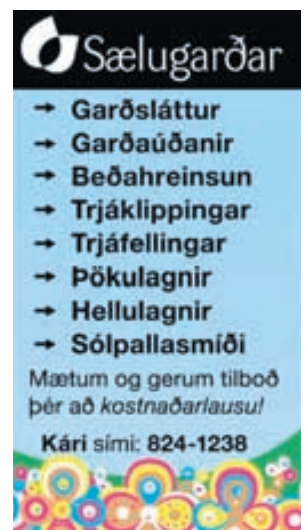 Sælugarðar
→ Garðsláttur
→ Garðaúðanir
→ Beðahreinsun
→ Trjáklippingar
→ Trjáfellingar
→ Þökulagnir
→ Hellulagnir
→ Sólpallasmíði
Mætum og gerum tilboð
þér að kostnaðarlausu!
Kári sími: 824-1238